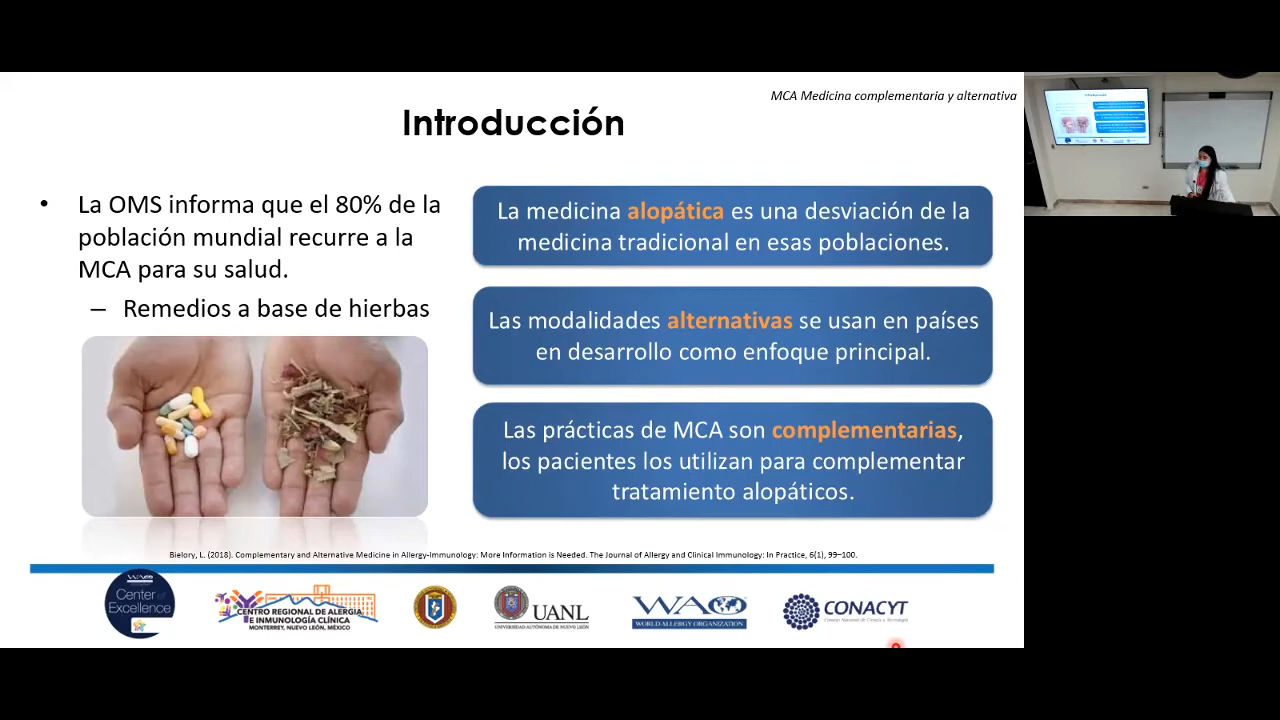 MCA Medicina complementaria y alternativa
Introducción
• La OMS informa que el 80% de la
población mundial recurre a la
MCA para su salud.
– Remedios a base de hierbas
La medicina alopática es una desviación de la
medicina tradicional en esas poblaciones.
Las modalidades alternativas se usan en países
en desarrollo como enfoque principal.
Las prácticas de MCA son complementarias,
los pacientes los utilizan para complementar
tratamiento alopáticos.
Bielory, L. (2018). Complementary and Alternative Medicine in Allergy-Immunology: More Information is Needed. The Journal of Allergy and Clinical Immunology: In Practice, 6(1), 99–100.
WAO
Center of
Excellence
CENTRO REGIONAL DE ALERGIA
E INMUNOLOGÍA CLÍNICA
MONTERREY, NUEVO LEÓN, MÉXICO
UANL
UNIVERSIDAD AUTÓNOMA DE NUEVO LEÓN
WAO
WORLD ALLERGY ORGANIZATION
CONACYT
Consejo Nacional de Ciencia y Tecnología